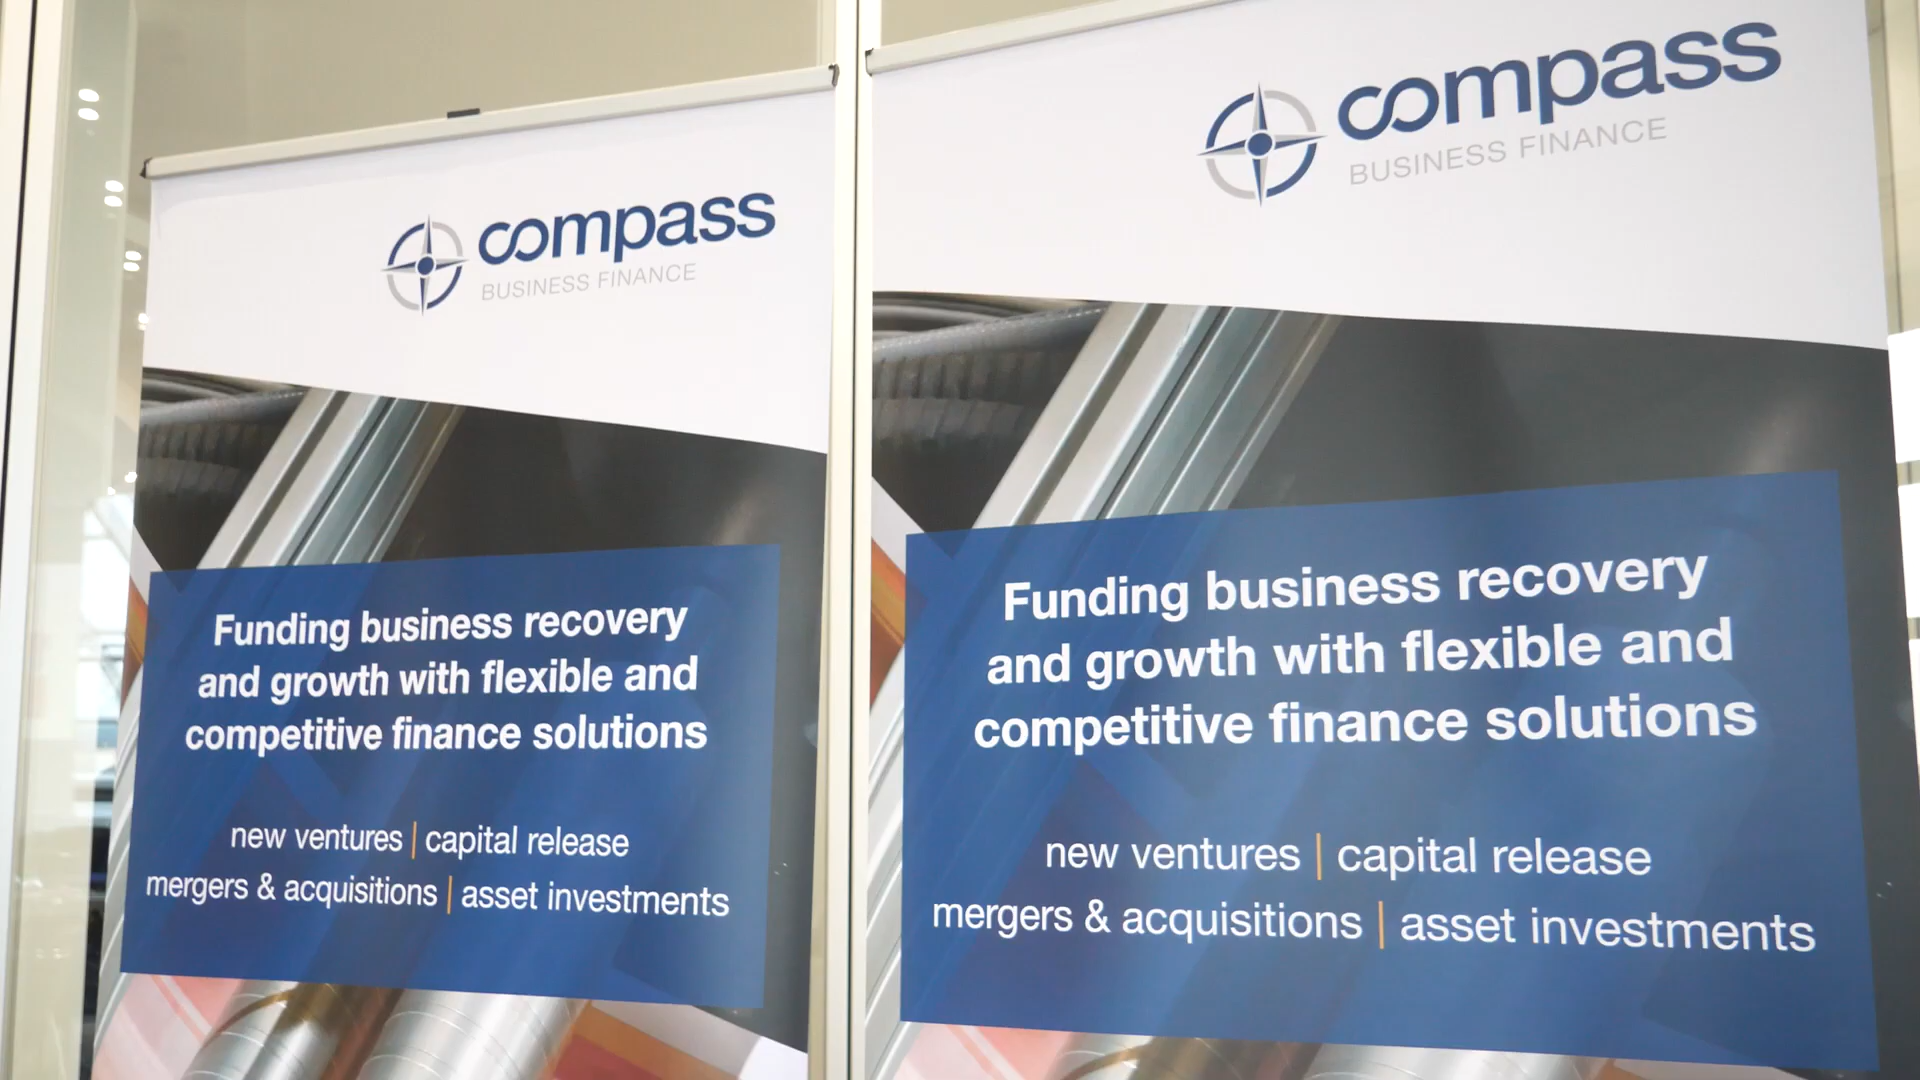 compass
BUSINESS FINANCE
Funding business recovery
and growth with flexible and
competitive finance solutions
new ventures | capital release
mergers & acquisitions | asset investments
compass
BUSINESS FINANCE
Funding business recovery
and growth with flexible and
competitive finance solutions
new ventures | capital release
mergers & acquisitions | asset investments